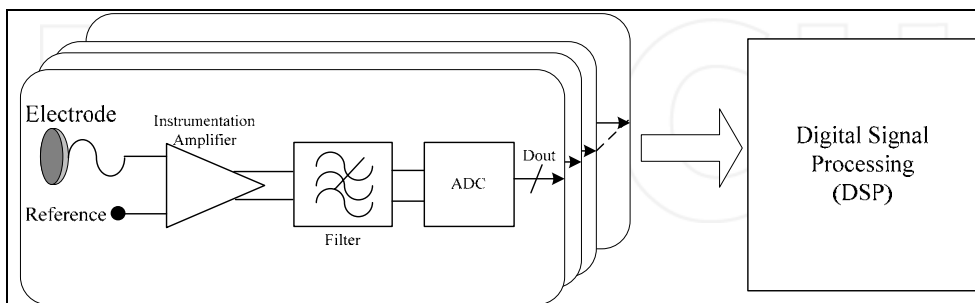 Electrode
Instrumentation
Amplifier
Reference
Filter
ADC
Dout
Digital Signal
Processing
(DSP)